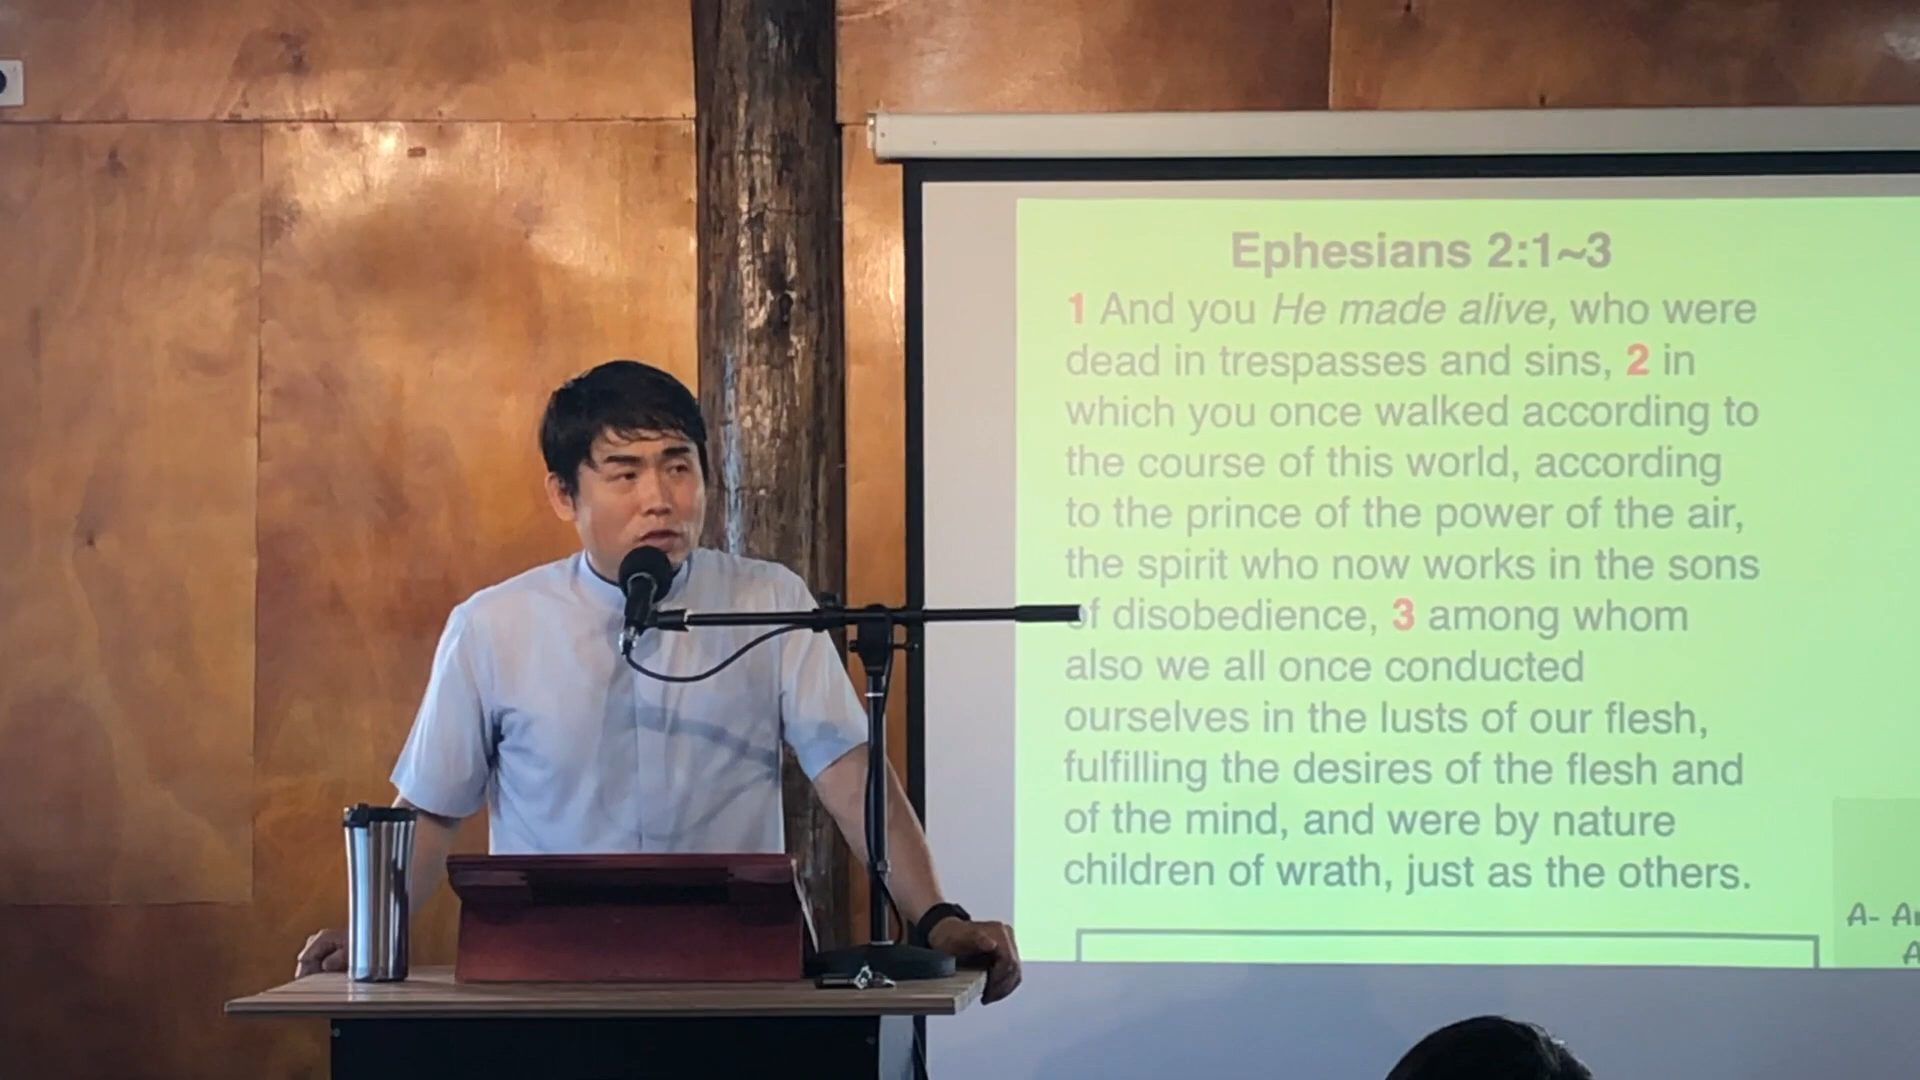 Ephesians 2:1~3
1 And you He made alive, who were
dead in trespasses and sins, 2 in
which you once walked according to
the course of this world, according
to the prince of the power of the air,
the spirit who now works in the sons
of disobedience, 3 among whom
also we all once conducted
ourselves in the lusts of our flesh,
fulfilling the desires of the flesh and
of the mind, and were by nature
children of wrath, just as the others.
A-